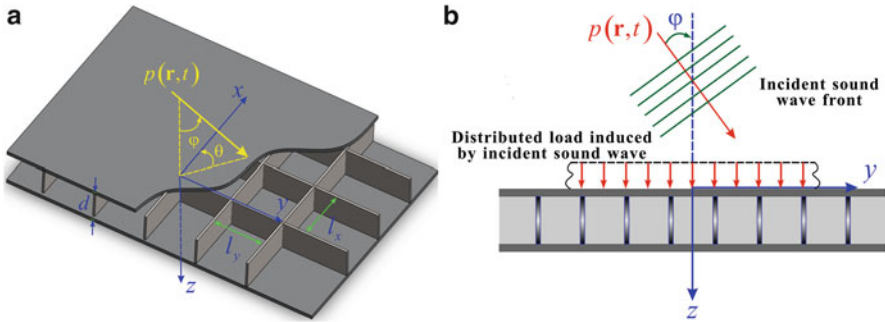 a
p(r,t)
x
φ
θ
d
y
l_y
l_x
z
b
φ
p(r,t)
Incident sound
wave front
Distributed load induced
by incident sound wave
y
z